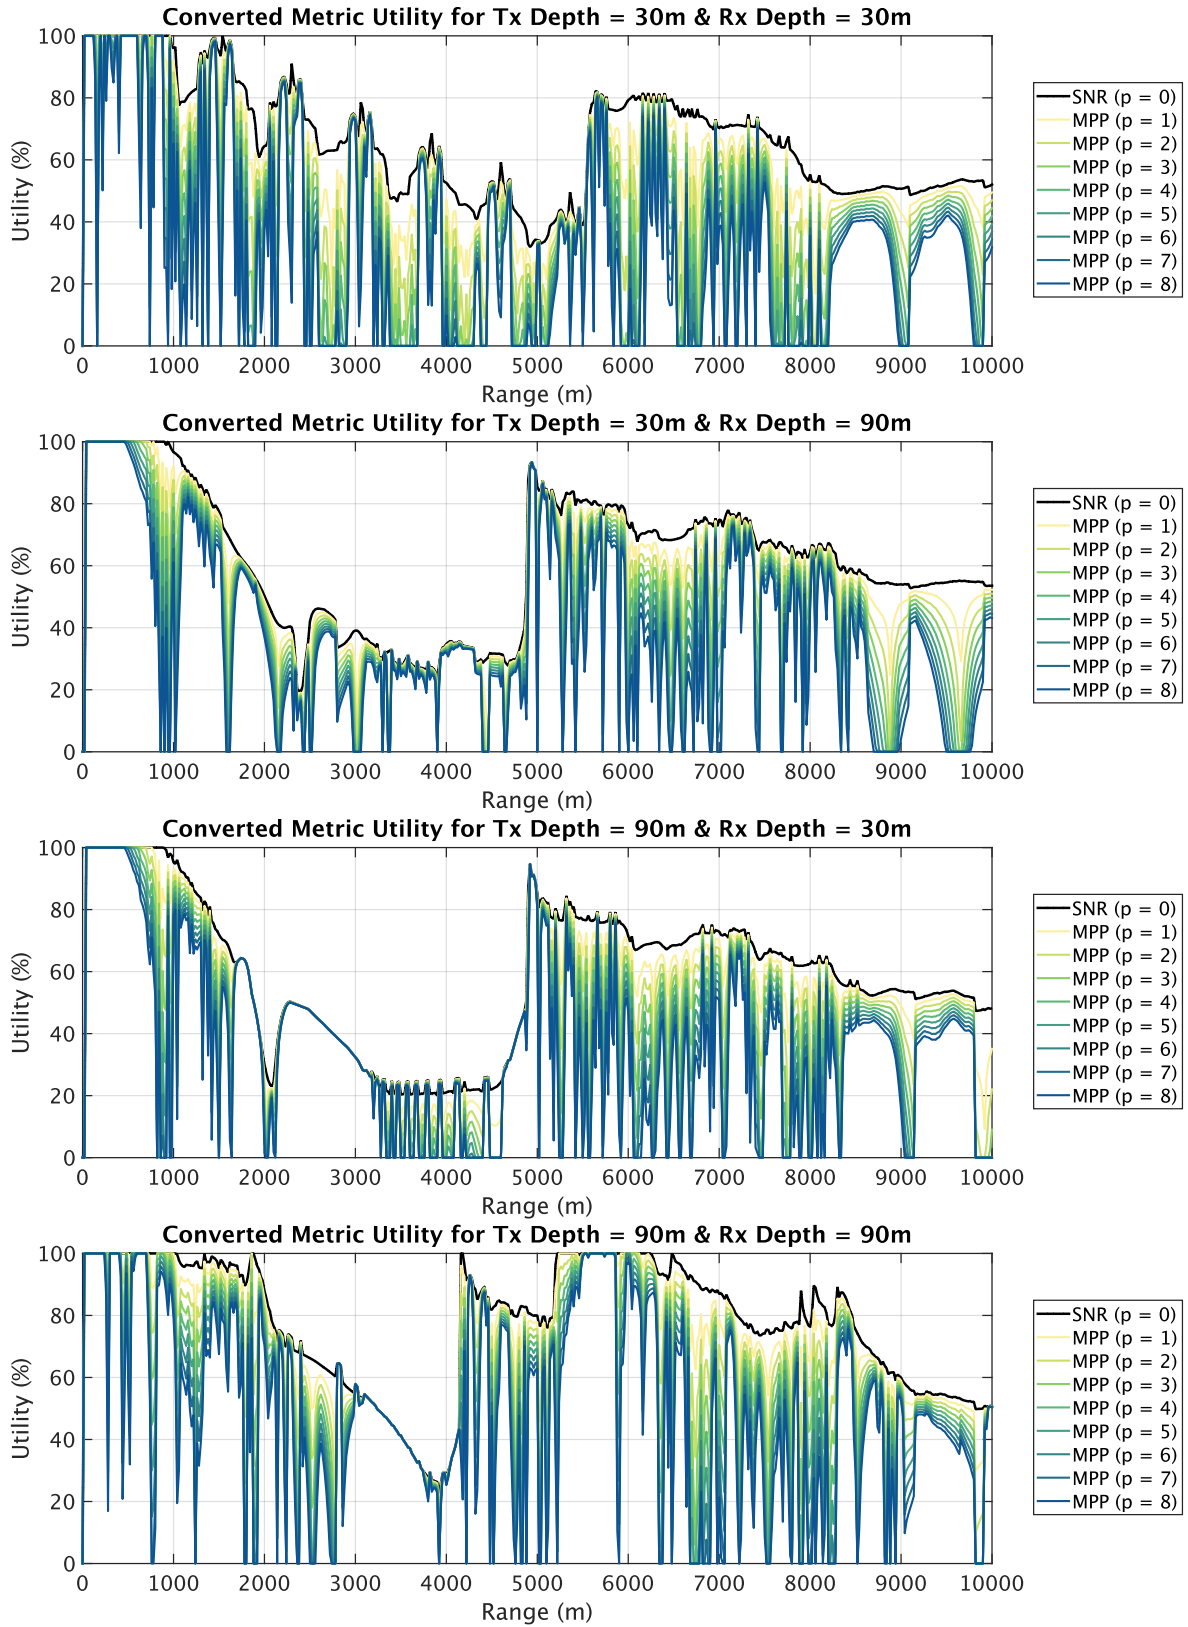 Converted Metric Utility for Tx Depth = 30m & Rx Depth = 30m
100
80
60
40
20
0
Utility (%)
0 1000 2000 3000 4000 5000 6000 7000 8000 9000 10000
Range (m)
SNR (p = 0)
MPP (p = 1)
MPP (p = 2)
MPP (p = 3)
MPP (p = 4)
MPP (p = 5)
MPP (p = 6)
MPP (p = 7)
MPP (p = 8)
Converted Metric Utility for Tx Depth = 30m & Rx Depth = 90m
100
80
60
40
20
0
Utility (%)
0 1000 2000 3000 4000 5000 6000 7000 8000 9000 10000
Range (m)
SNR (p = 0)
MPP (p = 1)
MPP (p = 2)
MPP (p = 3)
MPP (p = 4)
MPP (p = 5)
MPP (p = 6)
MPP (p = 7)
MPP (p = 8)
Converted Metric Utility for Tx Depth = 90m & Rx Depth = 30m
100
80
60
40
20
0
Utility (%)
0 1000 2000 3000 4000 5000 6000 7000 8000 9000 10000
Range (m)
SNR (p = 0)
MPP (p = 1)
MPP (p = 2)
MPP (p = 3)
MPP (p = 4)
MPP (p = 5)
MPP (p = 6)
MPP (p = 7)
MPP (p = 8)
Converted Metric Utility for Tx Depth = 90m & Rx Depth = 90m
100
80
60
40
20
0
Utility (%)
0 1000 2000 3000 4000 5000 6000 7000 8000 9000 10000
Range (m)
SNR (p = 0)
MPP (p = 1)
MPP (p = 2)
MPP (p = 3)
MPP (p = 4)
MPP (p = 5)
MPP (p = 6)
MPP (p = 7)
MPP (p = 8)